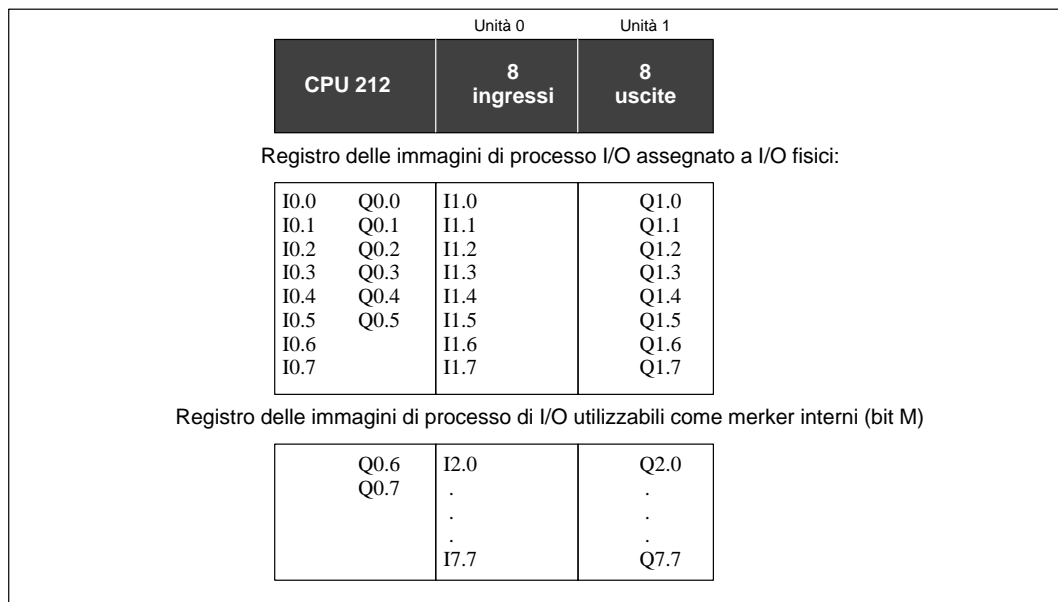 Unità 0 Unità 1
CPU 212 8 ingressi 8 uscite
Registro delle immagini di processo I/O assegnato a I/O fisici:
I0.0 Q0.0 I1.0 Q1.0
I0.1 Q0.1 I1.1 Q1.1
I0.2 Q0.2 I1.2 Q1.2
I0.3 Q0.3 I1.3 Q1.3
I0.4 Q0.4 I1.4 Q1.4
I0.5 Q0.5 I1.5 Q1.5
I0.6 I1.6 Q1.6
I0.7 I1.7 Q1.7
Registro delle immagini di processo di I/O utilizzabili come merker interni (bit M)
Q0.6 I2.0 Q2.0
Q0.7 . .
. .
. .
I7.7 Q7.7